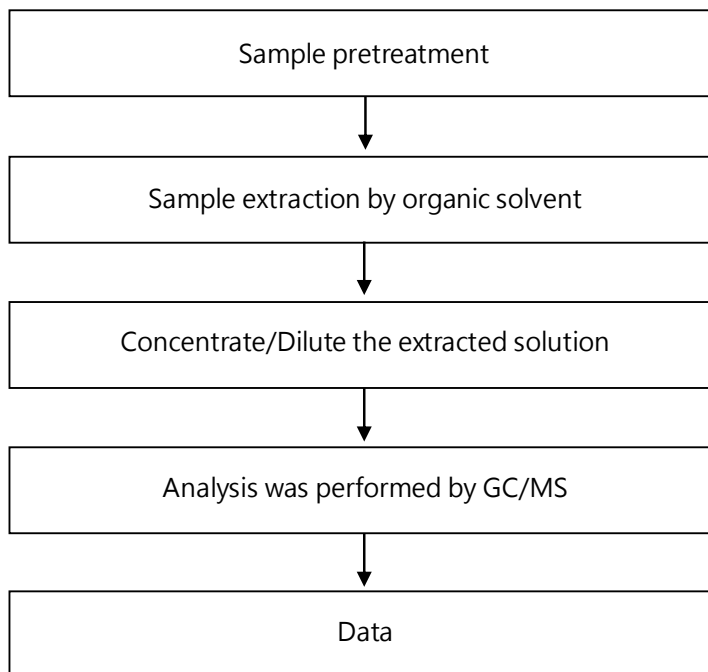 Sample pretreatment
Sample extraction by organic solvent
Concentrate/Dilute the extracted solution
Analysis was performed by GC/MS
Data